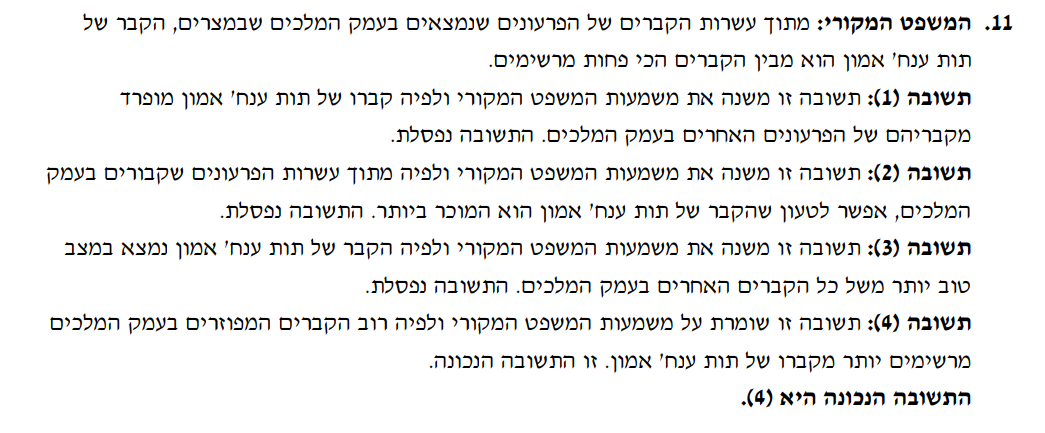 11. המשפט המקורי: מתוך עשרות הקברים של הפרעונים שנמצאים בעמק המלכים שבמצרים, הקבר של
תות ענח' אמון הוא מבין הקברים הכי פחות מרשימים.
תשובה (1): תשובה זו משנה את משמעות המשפט המקורי ולפיה קברו של תות ענח' אמון מופרד
מקבריהם של הפרעונים האחרים בעמק המלכים. התשובה נפסלת.
תשובה (2): תשובה זו משנה את משמעות המשפט המקורי ולפיה מתוך עשרות הפרעונים שקבורים בעמק
המלכים, אפשר לטעון שהקבר של תות ענח' אמון הוא המוכר ביותר. התשובה נפסלת.
תשובה (3): תשובה זו משנה את משמעות המשפט המקורי ולפיה הקבר של תות ענח' אמון נמצא במצב
טוב יותר משל כל הקברים האחרים בעמק המלכים. התשובה נפסלת.
תשובה (4): תשובה זו שומרת על משמעות המשפט המקורי ולפיה רוב הקברים המפוזרים בעמק המלכים
מרשימים יותר מקברו של תות ענח' אמון. זו התשובה הנכונה.
התשובה הנכונה היא (4).